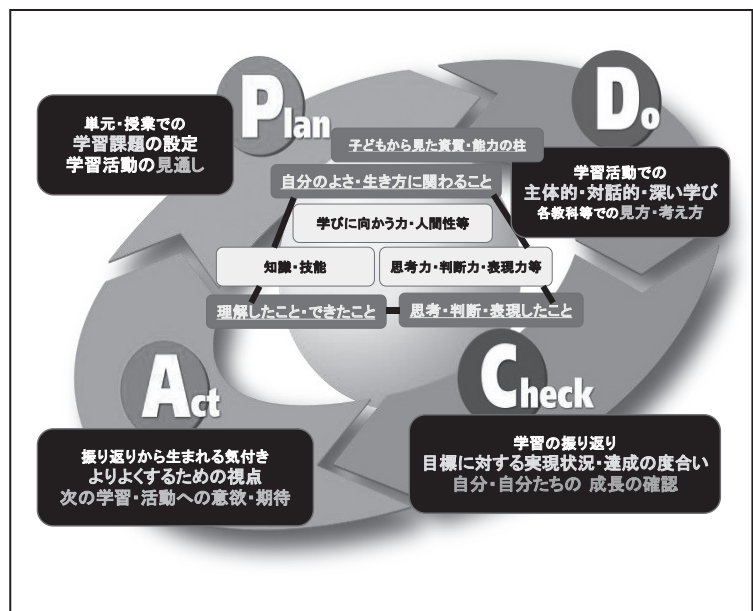 Plan
単元・授業での
学習課題の設定
学習活動の見通し
Do
学習活動での
主体的・対話的・深い学び
各教科等での見方・考え方
子どもから見た資質・能力の柱
自分のよさ・生き方に関わること
学びに向かう力・人間性等
知識・技能
思考力・判断力・表現力等
理解したこと・できたこと
思考・判断・表現したこと
Check
学習の振り返り
目標に対する実現状況・達成の度合い
自分・自分たちの 成長の確認
Act
振り返りから生まれる気付き
よりよくするための視点
次の学習・活動への意欲・期待